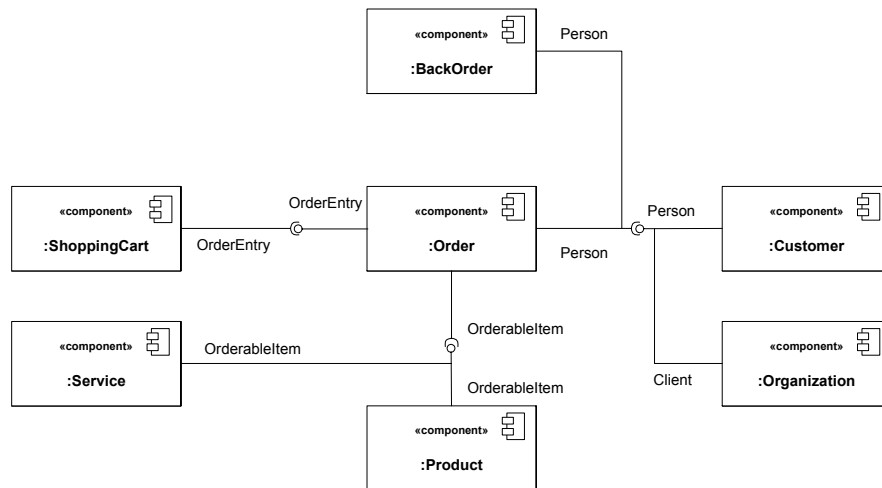 «component»
Person
:BackOrder
«component»
OrderEntry
«component»
Person
«component»
:ShoppingCart
OrderEntry
:Order
Person
:Customer
OrderableItem
«component»
OrderableItem
«component»
:Service
Client
:Organization
OrderableItem
«component»
:Product